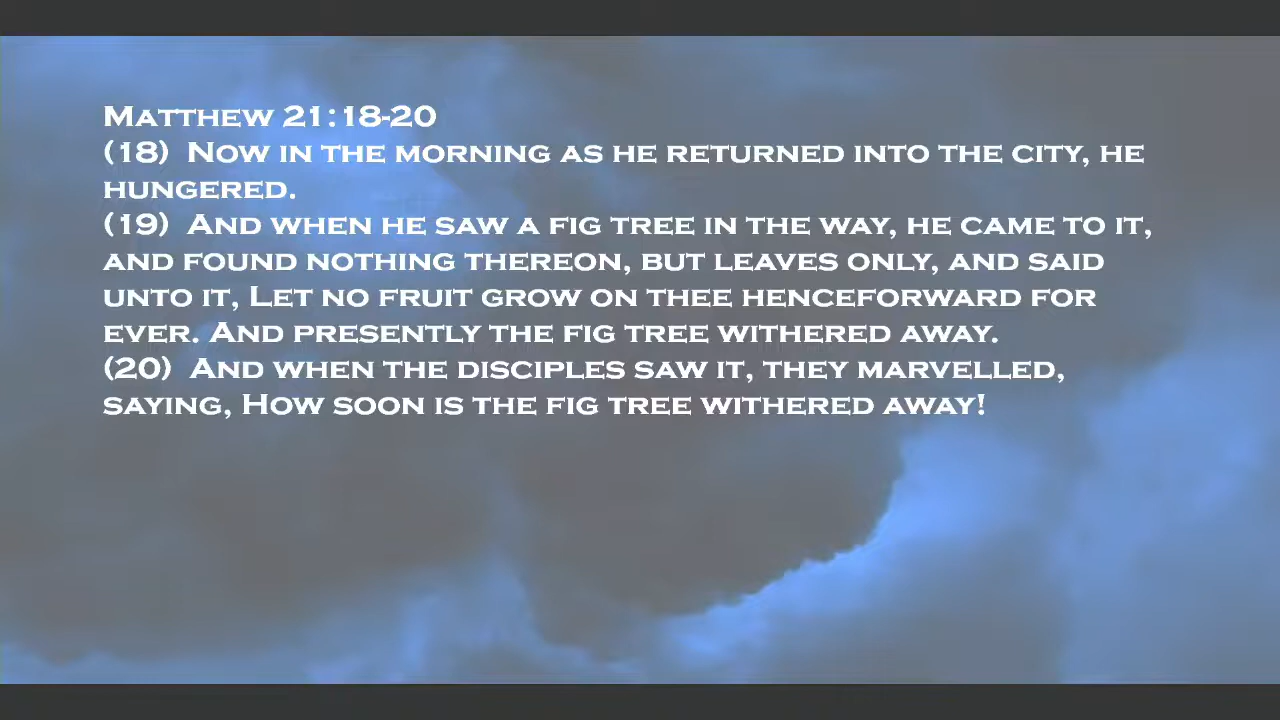 Matthew 21:18-20
(18) Now in the morning as he returned into the city, he
hungered.
(19) And when he saw a fig tree in the way, he came to it,
and found nothing thereon, but leaves only, and said
unto it, Let no fruit grow on thee henceforward for
ever. And presently the fig tree withered away.
(20) And when the disciples saw it, they marvelled,
saying, How soon is the fig tree withered away!